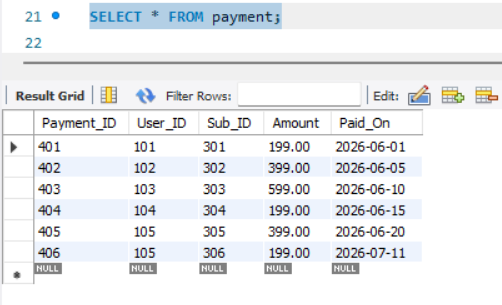 21 SELECT * FROM payment;
22
Result Grid Filter Rows: Edit:
Payment_ID User_ID Sub_ID Amount Paid_On
401 101 301 199.00 2026-06-01
402 102 302 399.00 2026-06-05
403 103 303 599.00 2026-06-10
404 104 304 199.00 2026-06-15
405 105 305 399.00 2026-06-20
406 105 306 199.00 2026-07-11
NULL NULL NULL NULL NULL